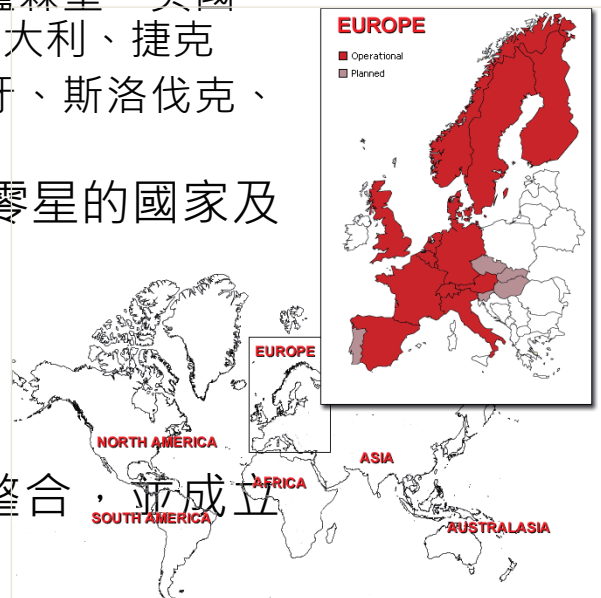 大利、捷克
牙、斯洛伐克、
零星的國家及
整合，並成立
EUROPE
Operational
Planned
EUROPE
NORTH AMERICA
ASIA
AFRICA
SOUTH AMERICA
AUSTRALASIA